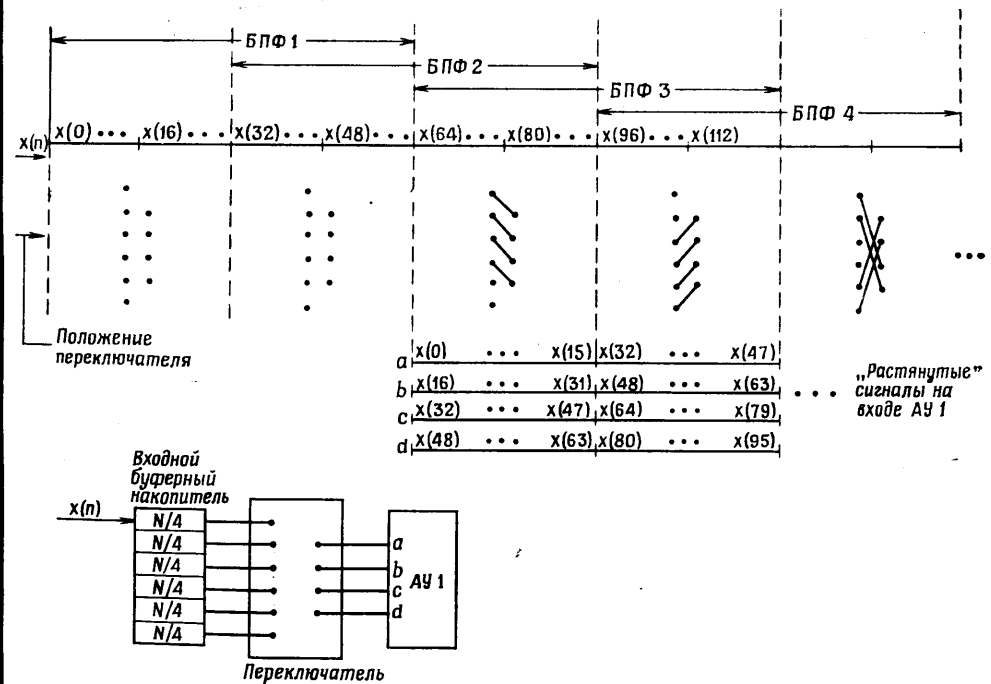 БПФ 1
БПФ 2
БПФ 3
БПФ 4
x(n) x(0) ••• x(16) ••• x(32) ••• x(48) ••• x(64) ••• x(80) ••• x(96) ••• x(112)
•••
Положение
переключателя
a x(0) ••• x(15) x(32) ••• x(47)
b x(16) ••• x(31) x(48) ••• x(63)
c x(32) ••• x(47) x(64) ••• x(79)
d x(48) ••• x(63) x(80) ••• x(95)
••• „Растянутые”
сигналы на
входе АУ 1
Входной
буферный
накопитель
x(n)
N/4
N/4
N/4
N/4
N/4
N/4
a
b
c
d
АУ 1
Переключатель